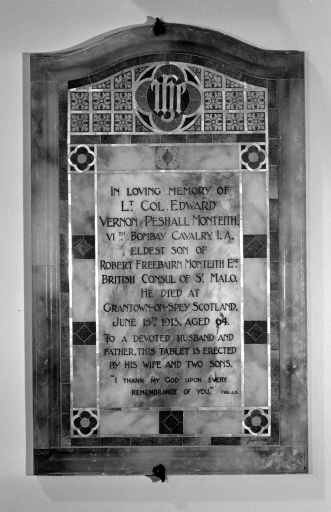 IHS
IN LOVING MEMORY OF
LT. COL. EDWARD
VERNON PESHALL MONTEITH,
VITH BOMBAY CAVALRY, I.A.
ELDEST SON OF
ROBERT FREEBAIRN MONTEITH ESQ
BRITISH CONSUL OF ST. MALO.
HE DIED AT
GRANTOWN-ON-SPEY SCOTLAND,
JUNE 15TH 1913, AGED 64.
TO A DEVOTED HUSBAND AND
FATHER, THIS TABLET IS ERECTED
BY HIS WIFE AND TWO SONS.
"I THANK MY GOD UPON EVERY
REMEMBRANCE OF YOU."